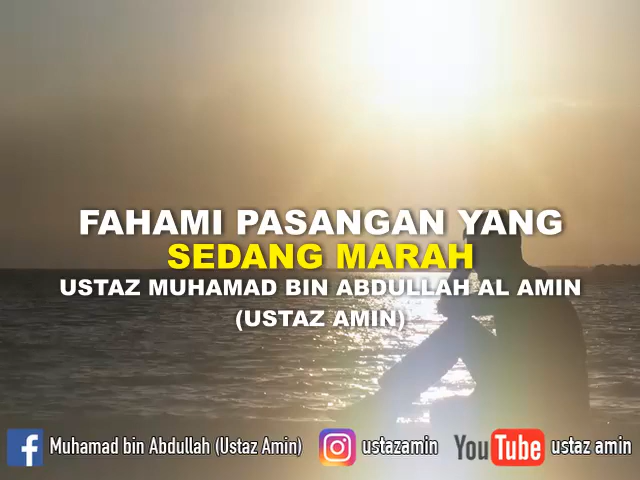 FAHAMI PASANGAN YANG
SEDANG MARAH
USTAZ MUHAMAD BIN ABDULLAH AL AMIN
(USTAZ AMIN)
f Muhamad bin Abdullah (Ustaz Amin) ustazamin YouTube ustaz amin